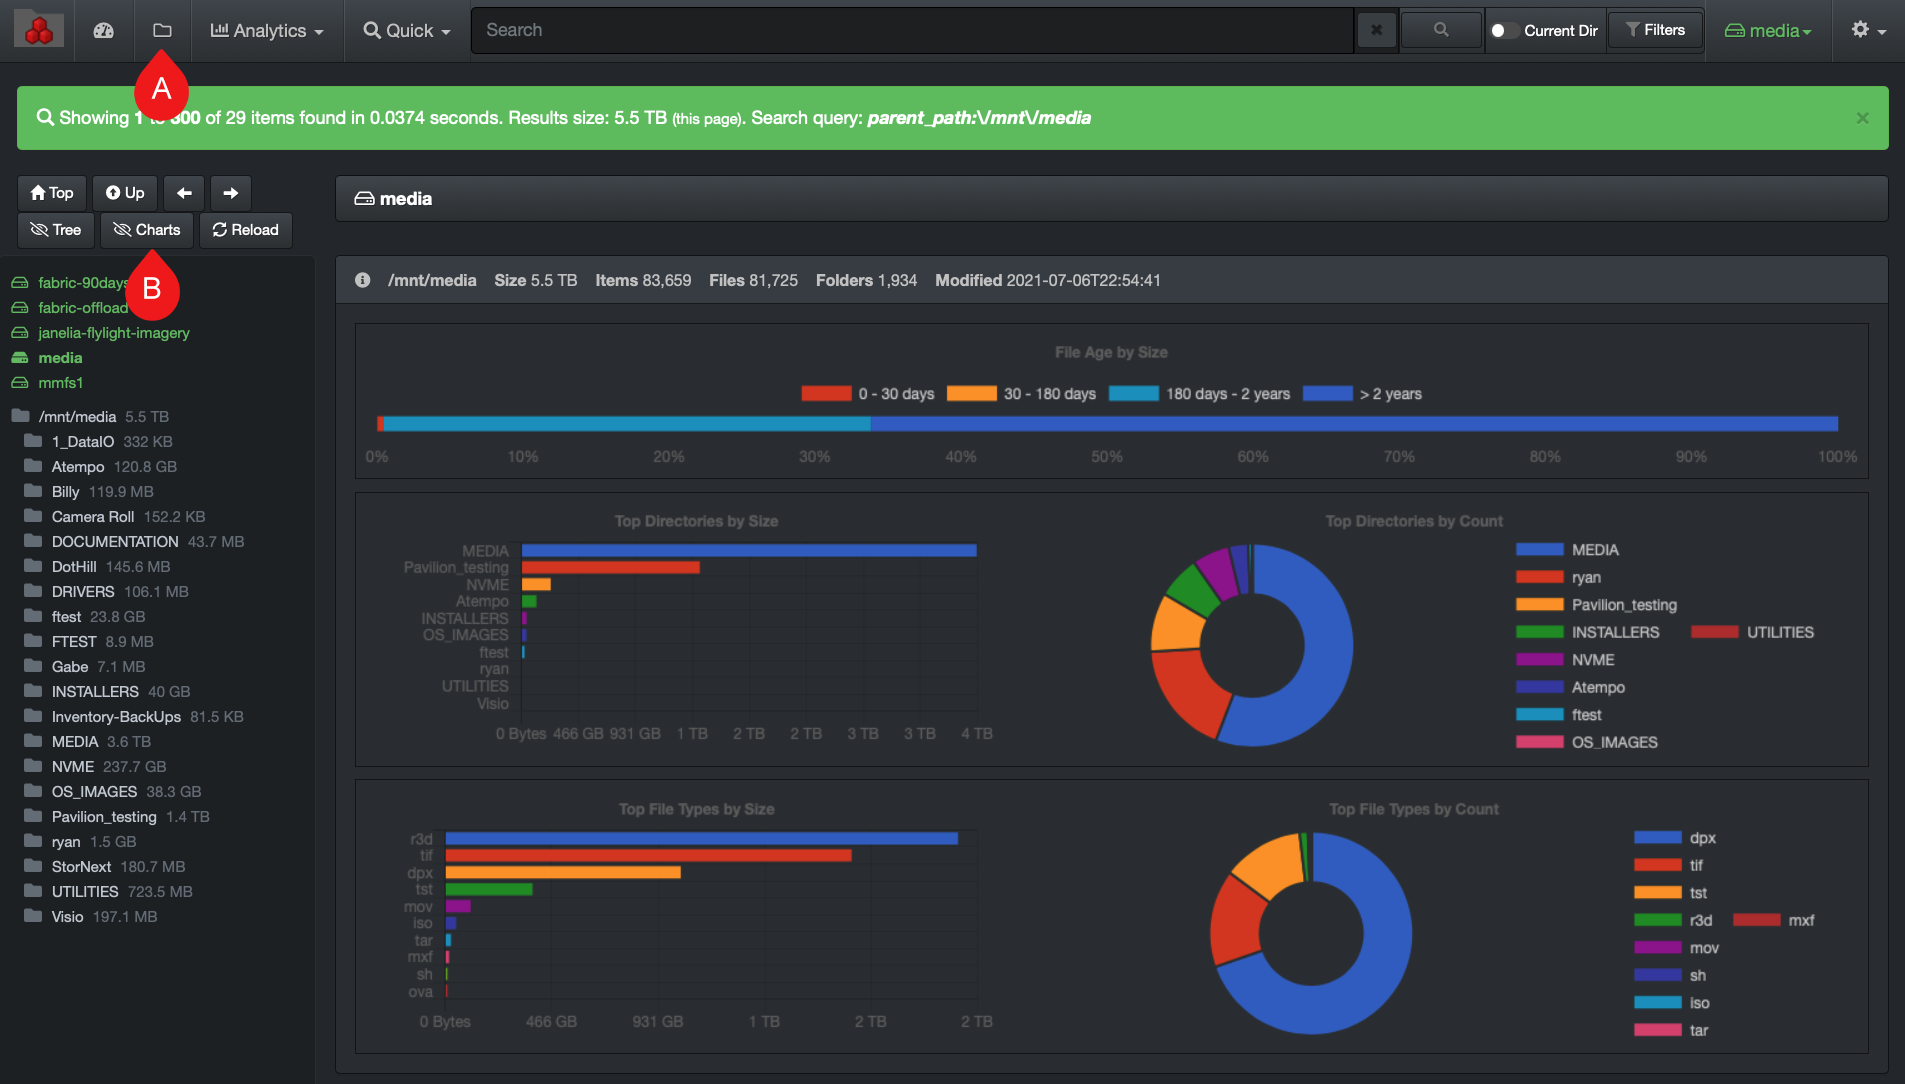 Analytics
Quick
Search
Current Dir
Filters
media
A
Showing 1 to 300 of 29 items found in 0.0374 seconds. Results size: 5.5 TB (this page). Search query: parent_path:\/mnt\/media
×
Top
Up
Tree
Charts
Reload
B
fabric-90days
fabric-offload
janelia-flylight-imagery
media
mmfs1
/mnt/media 5.5 TB
1_DataIO 332 KB
Atempo 120.8 GB
Billy 119.9 MB
Camera Roll 152.2 KB
DOCUMENTATION 43.7 MB
DotHill 145.6 MB
DRIVERS 106.1 MB
ftest 23.8 GB
FTEST 8.9 MB
Gabe 7.1 MB
INSTALLERS 40 GB
Inventory-BackUps 81.5 KB
MEDIA 3.6 TB
NVME 237.7 GB
OS_IMAGES 38.3 GB
Pavilion_testing 1.4 TB
ryan 1.5 GB
StorNext 180.7 MB
UTILITIES 723.5 MB
Visio 197.1 MB
media
/mnt/media Size 5.5 TB Items 83,659 Files 81,725 Folders 1,934 Modified 2021-07-06T22:54:41
File Age by Size
0 - 30 days 30 - 180 days 180 days - 2 years > 2 years
0% 10% 20% 30% 40% 50% 60% 70% 80% 90% 100%
Top Directories by Size
MEDIA
Pavilion_testing
NVME
Atempo
INSTALLERS
OS_IMAGES
ftest
ryan
UTILITIES
Visio
0 Bytes 466 GB 931 GB 1 TB 2 TB 2 TB 3 TB 3 TB 4 TB
Top Directories by Count
MEDIA
ryan
Pavilion_testing
INSTALLERS UTILITIES
NVME
Atempo
ftest
OS_IMAGES
Top File Types by Size
r3d
tif
dpx
tst
mov
iso
tar
mxf
sh
ova
0 Bytes 466 GB 931 GB 1 TB 2 TB 2 TB
Top File Types by Count
dpx
tif
tst
r3d mxf
mov
sh
iso
tar